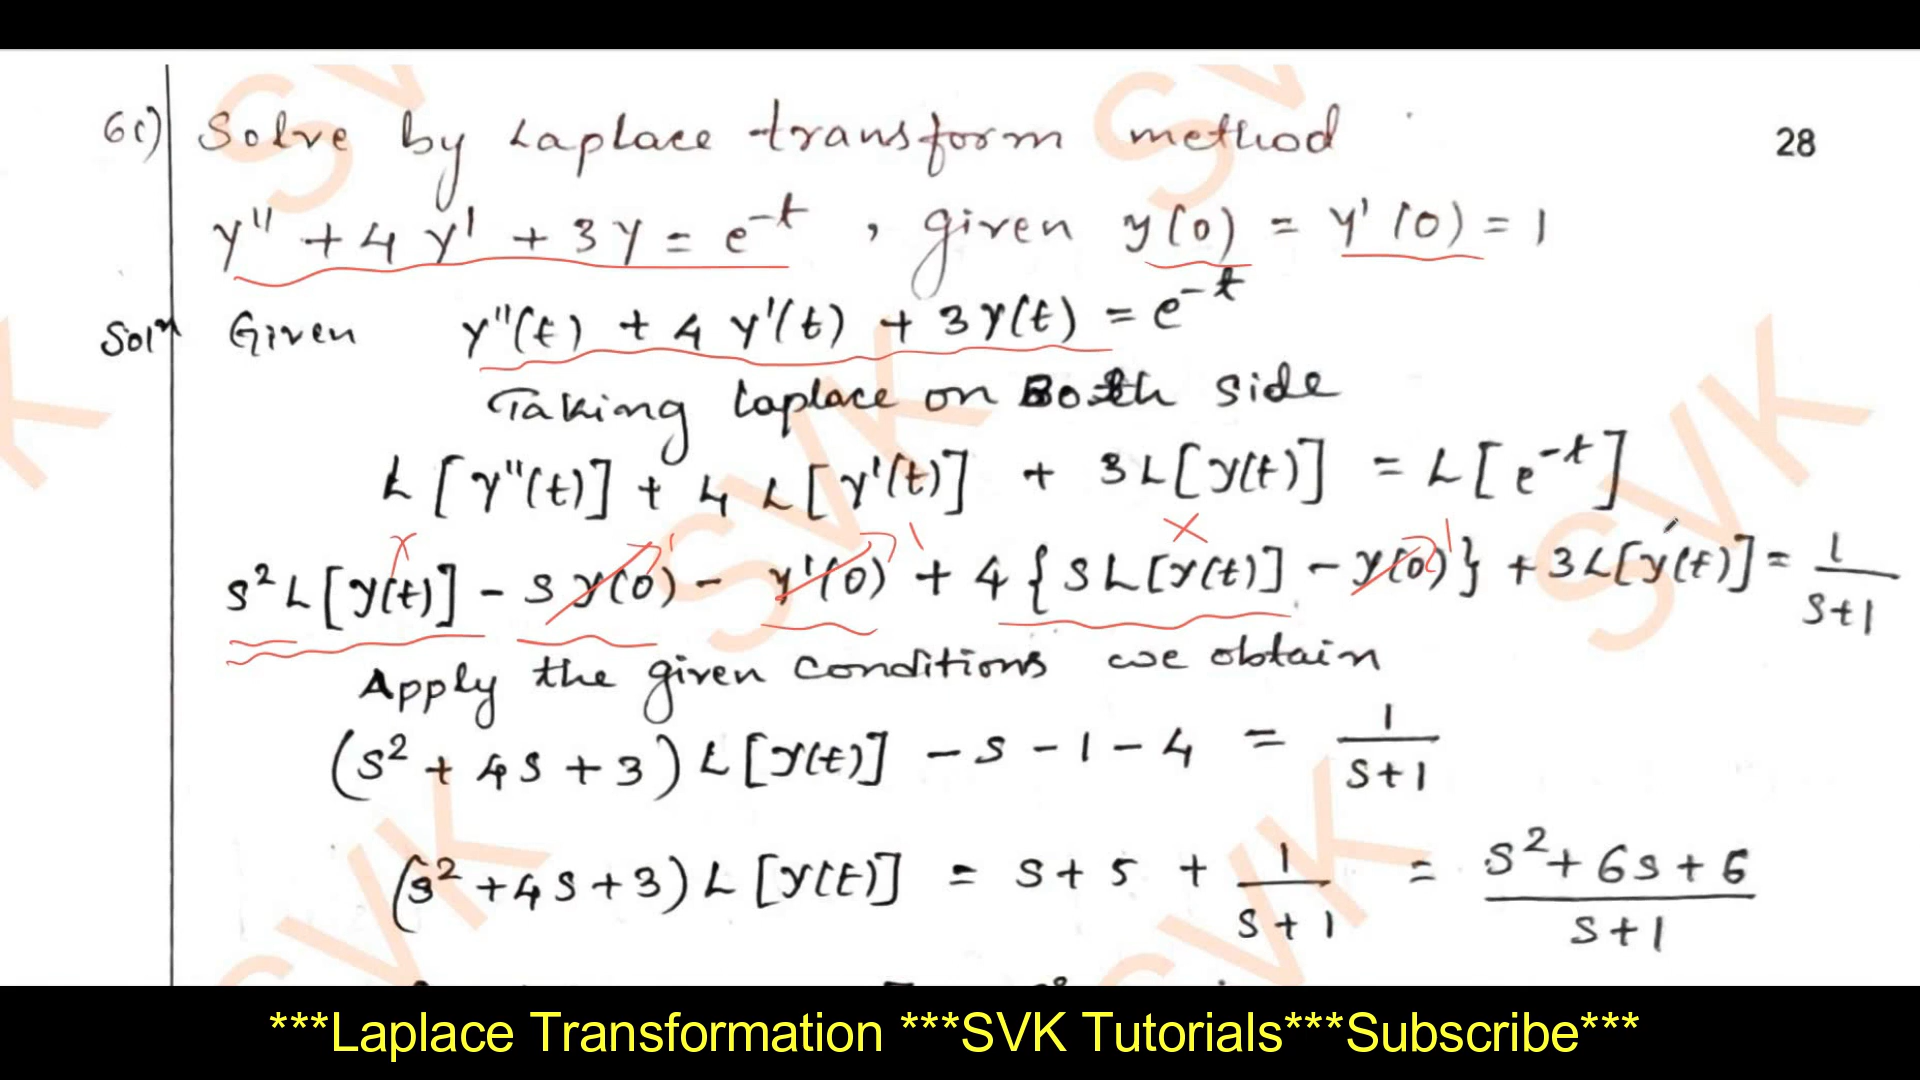 6c) Solve by Laplace transform method
28
y'' + 4 y' + 3y = e^-t , given y(0) = y'(0) = 1
Solⁿ Given y''(t) + 4 y'(t) + 3y(t) = e^-t
Taking Laplace on Both side
L[y''(t)] + 4 L[y'(t)] + 3L[y(t)] = L[e^-t]
s²L[y(t)] - s y(0) - y'(0) + 4{sL[y(t)] - y(0)} + 3L[y(t)] = 1/(s+1)
Apply the given conditions we obtain
(s² + 4s + 3) L[y(t)] - s - 1 - 4 = 1/(s+1)
(s² + 4s + 3) L[y(t)] = s + 5 + 1/(s+1) = (s² + 6s + 6)/(s+1)
***Laplace Transformation ***SVK Tutorials***Subscribe***